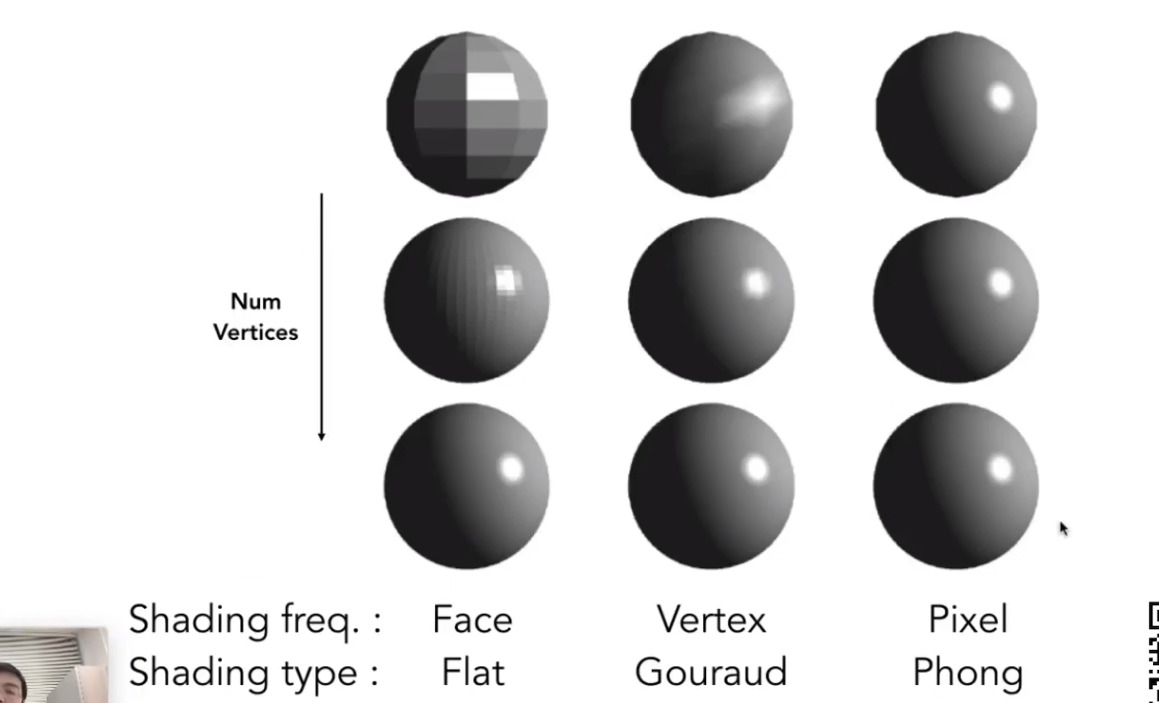 Num
Vertices
Shading freq. : Face Vertex Pixel
Shading type : Flat Gouraud Phong